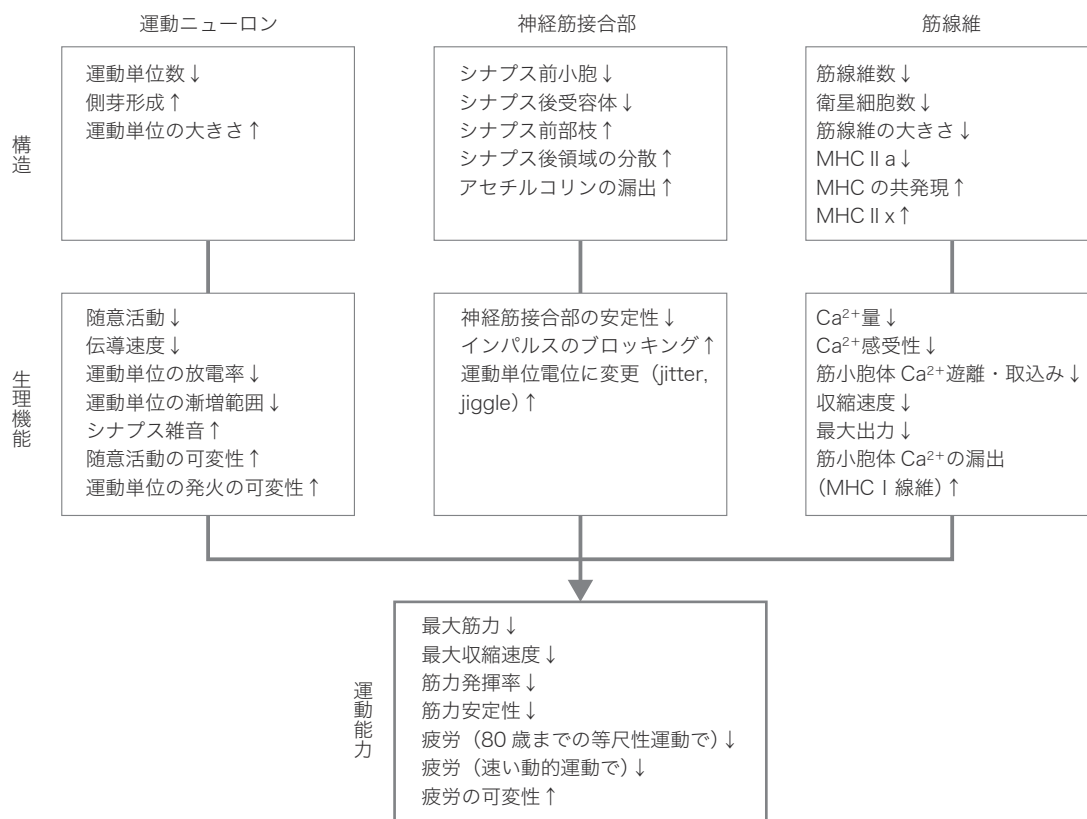 運動ニューロン
神経筋接合部
筋線維
構造
運動単位数↓
側芽形成↑
運動単位の大きさ↑
シナプス前小胞↓
シナプス後受容体↓
シナプス前部枝↑
シナプス後領域の分散↑
アセチルコリンの漏出↑
筋線維数↓
衛星細胞数↓
筋線維の大きさ↓
MHC II a↓
MHC の共発現↑
MHC II x↑
生理機能
随意活動↓
伝導速度↓
運動単位の放電率↓
運動単位の漸増範囲↓
シナプス雑音↑
随意活動の可変性↑
運動単位の発火の可変性↑
神経筋接合部の安定性↓
インパルスのブロッキング↑
運動単位電位に変更（jitter,
jiggle）↑
Ca²⁺量↓
Ca²⁺感受性↓
筋小胞体 Ca²⁺遊離・取込み↓
収縮速度↓
最大出力↓
筋小胞体 Ca²⁺の漏出
（MHC I 線維）↑
運動能力
最大筋力↓
最大収縮速度↓
筋力発揮率↓
筋力安定性↓
疲労（80 歳までの等尺性運動で）↓
疲労（速い動的運動で）↓
疲労の可変性↑